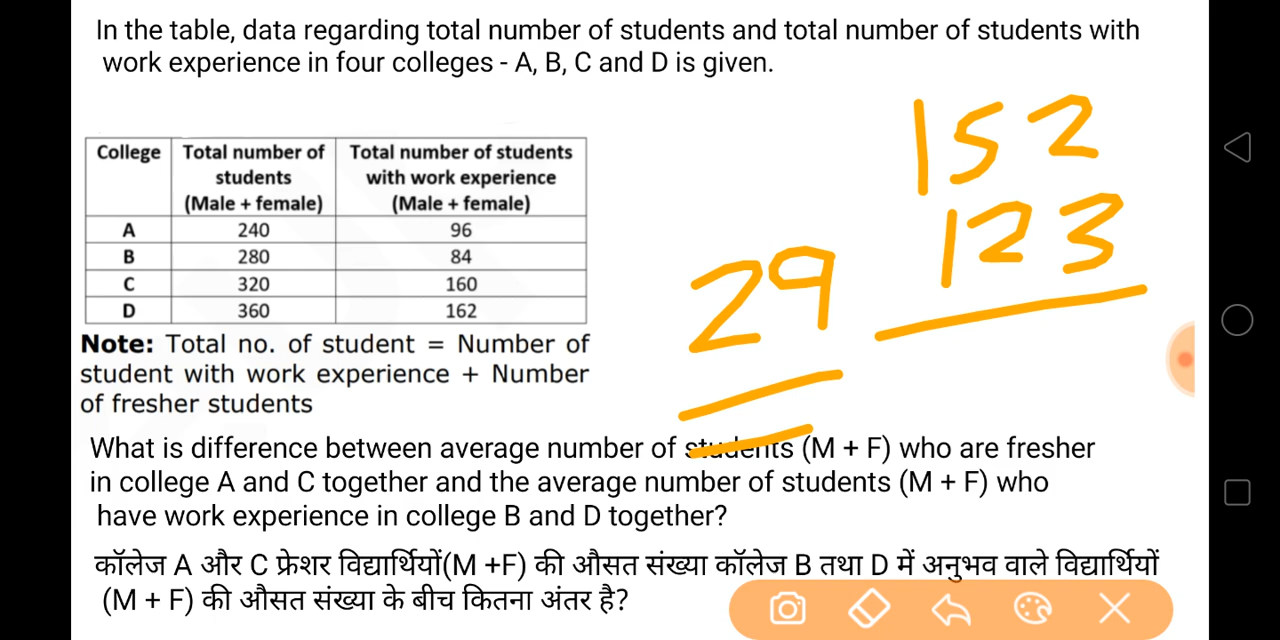 In the table, data regarding total number of students and total number of students with
work experience in four colleges - A, B, C and D is given.
College Total number of students (Male + female) Total number of students with work experience (Male + female)
A 240 96
B 280 84
C 320 160
D 360 162
Note: Total no. of student = Number of
student with work experience + Number
of fresher students
152
123
29
What is difference between average number of students (M + F) who are fresher
in college A and C together and the average number of students (M + F) who
have work experience in college B and D together?
कॉलेज A और C फ्रेशर विद्यार्थियों(M +F) की औसत संख्या कॉलेज B तथा D में अनुभव वाले विद्यार्थियों
(M + F) की औसत संख्या के बीच कितना अंतर है?